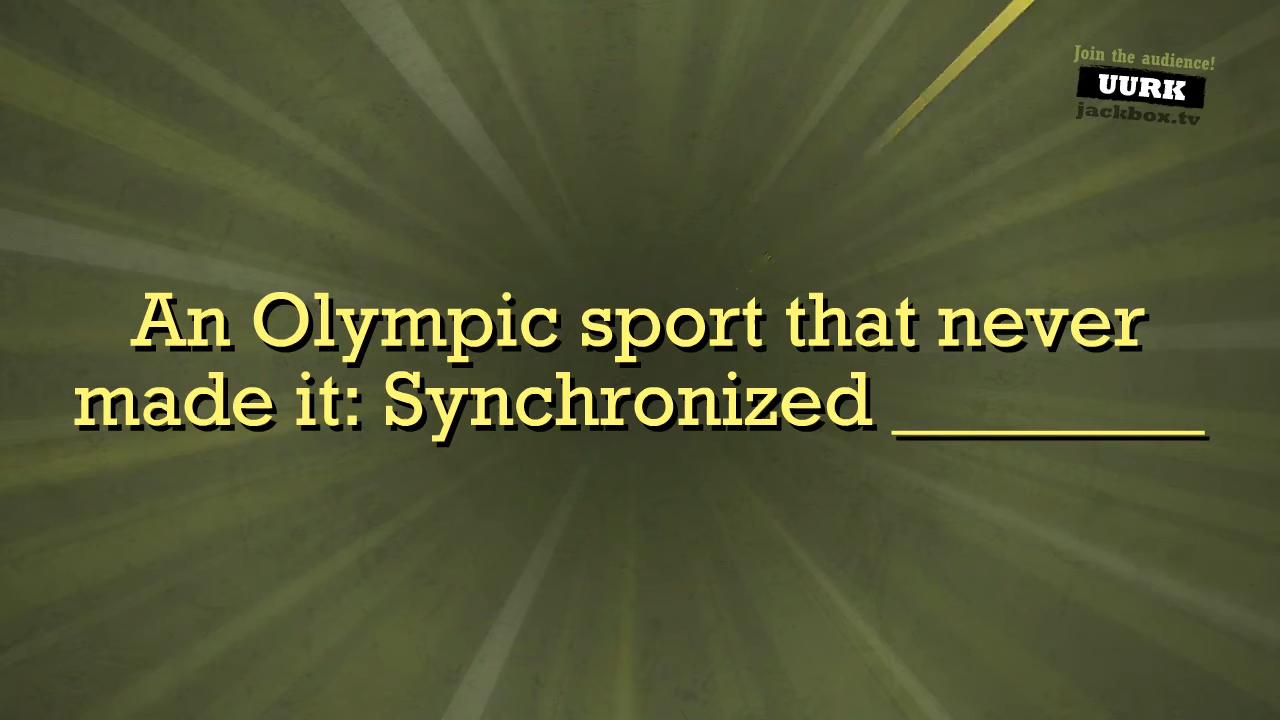 Join the audience!
UURK
jackbox.tv
An Olympic sport that never
made it: Synchronized ________